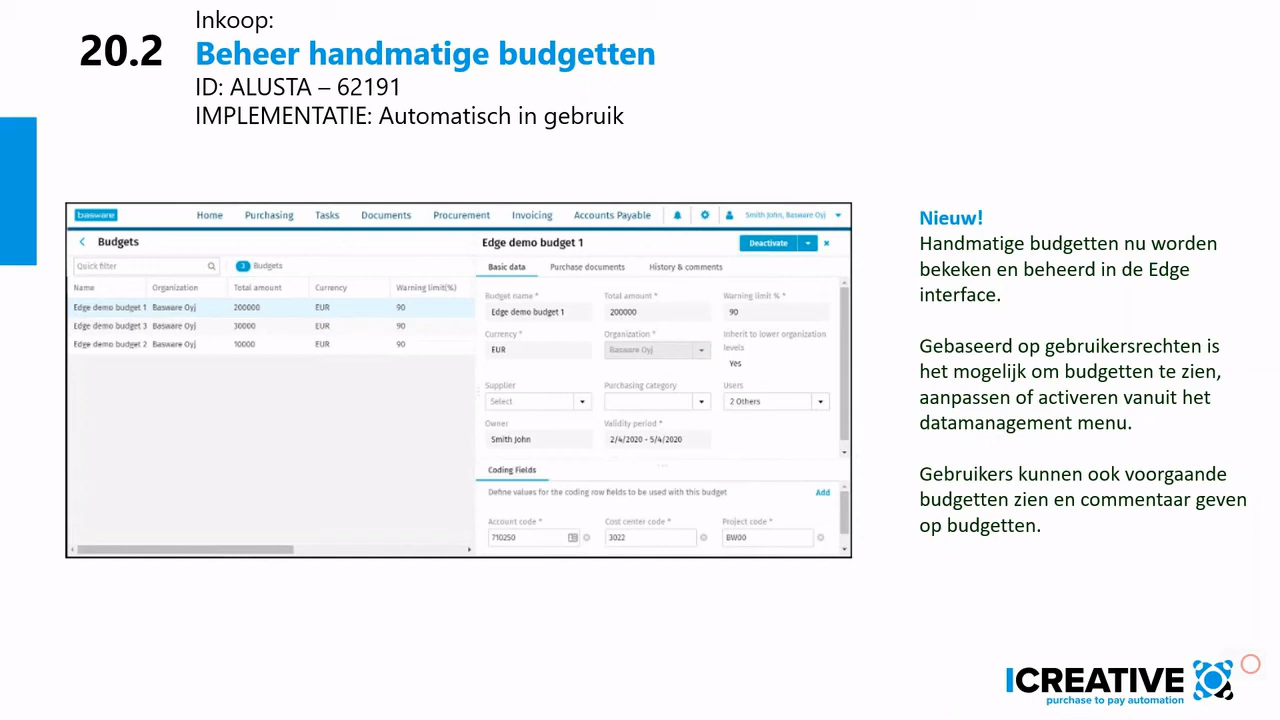 Inkoop:
20.2
Beheer handmatige budgetten
ID: ALUSTA – 62191
IMPLEMENTATIE: Automatisch in gebruik
basware
Home Purchasing Tasks Documents Procurement Invoicing Accounts Payable Smith John, Basware Oyj
Budgets
Quick filter
3 Budgets
Name Organization Total amount Currency Warning limit(%)
Edge demo budget 1 Basware Oyj 200000 EUR 90
Edge demo budget 3 Basware Oyj 30000 EUR 90
Edge demo budget 2 Basware Oyj 10000 EUR 90
Edge demo budget 1
Deactivate
Basic data Purchase documents History & comments
Budget name * Total amount * Warning limit % *
Edge demo budget 1 200000 90
Currency * Organization * Inherit to lower organization
levels
EUR Basware Oyj
Yes
Supplier Purchasing category Users
Select 2 Others
Owner Validity period *
Smith John 2/4/2020 - 5/4/2020
Coding Fields
Define values for the coding row fields to be used with this budget Add
Account code * Cost center code * Project code *
710250 3022 BW00
Nieuw!
Handmatige budgetten nu worden
bekeken en beheerd in de Edge
interface.
Gebaseerd op gebruikersrechten is
het mogelijk om budgetten te zien,
aanpassen of activeren vanuit het
datamanagement menu.
Gebruikers kunnen ook voorgaande
budgetten zien en commentaar geven
op budgetten.
ICREATIVE
purchase to pay automation